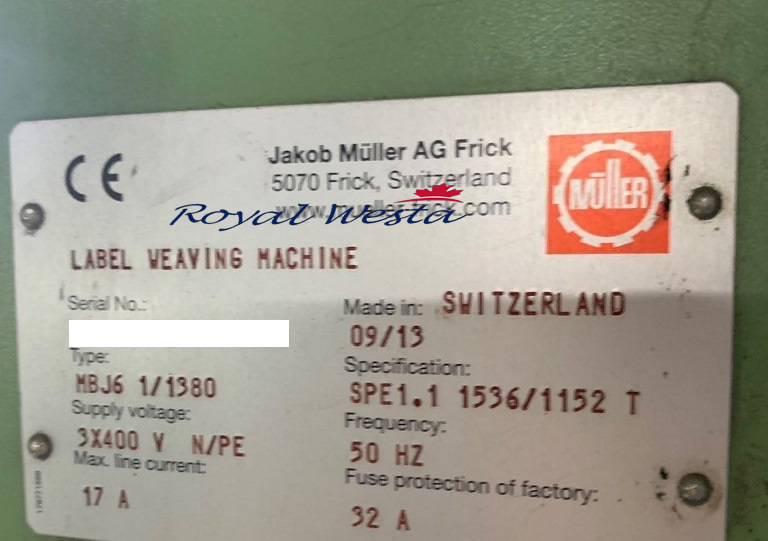 CE
Jakob Müller AG Frick
5070 Frick, Switzerland
MÜLLER
Royal Westa
LABEL WEAVING MACHINE
Serial No.:
Made in: SWITZERLAND
09/13
Type:
Specification:
MBJ6 1/1380
SPE1.1 1536/1152 T
Supply voltage:
Frequency:
3X400 V N/PE
50 HZ
Max. line current:
Fuse protection of factory:
17 A
32 A